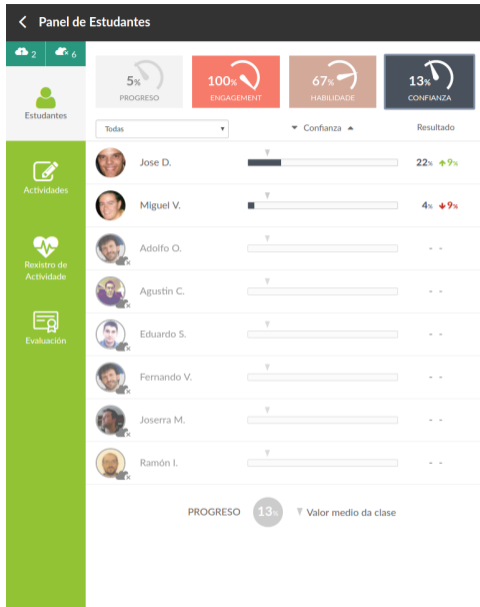 Panel de Estudantes
2 6
5% 100% 67% 13%
PROGRESO ENGAGEMENT HABILIDADE CONFIANZA
Estudantes
Todas Confianza Resultado
Jose D. 22% 9%
Actividades
Miguel V. 4% 9%
Adolfo O. - -
Rexistro de
Actividade
Agustin C. - -
Eduardo S. - -
Evaluación
Fernando V. - -
Joserra M. - -
Ramón I. - -
PROGRESO 13% Valor medio da clase